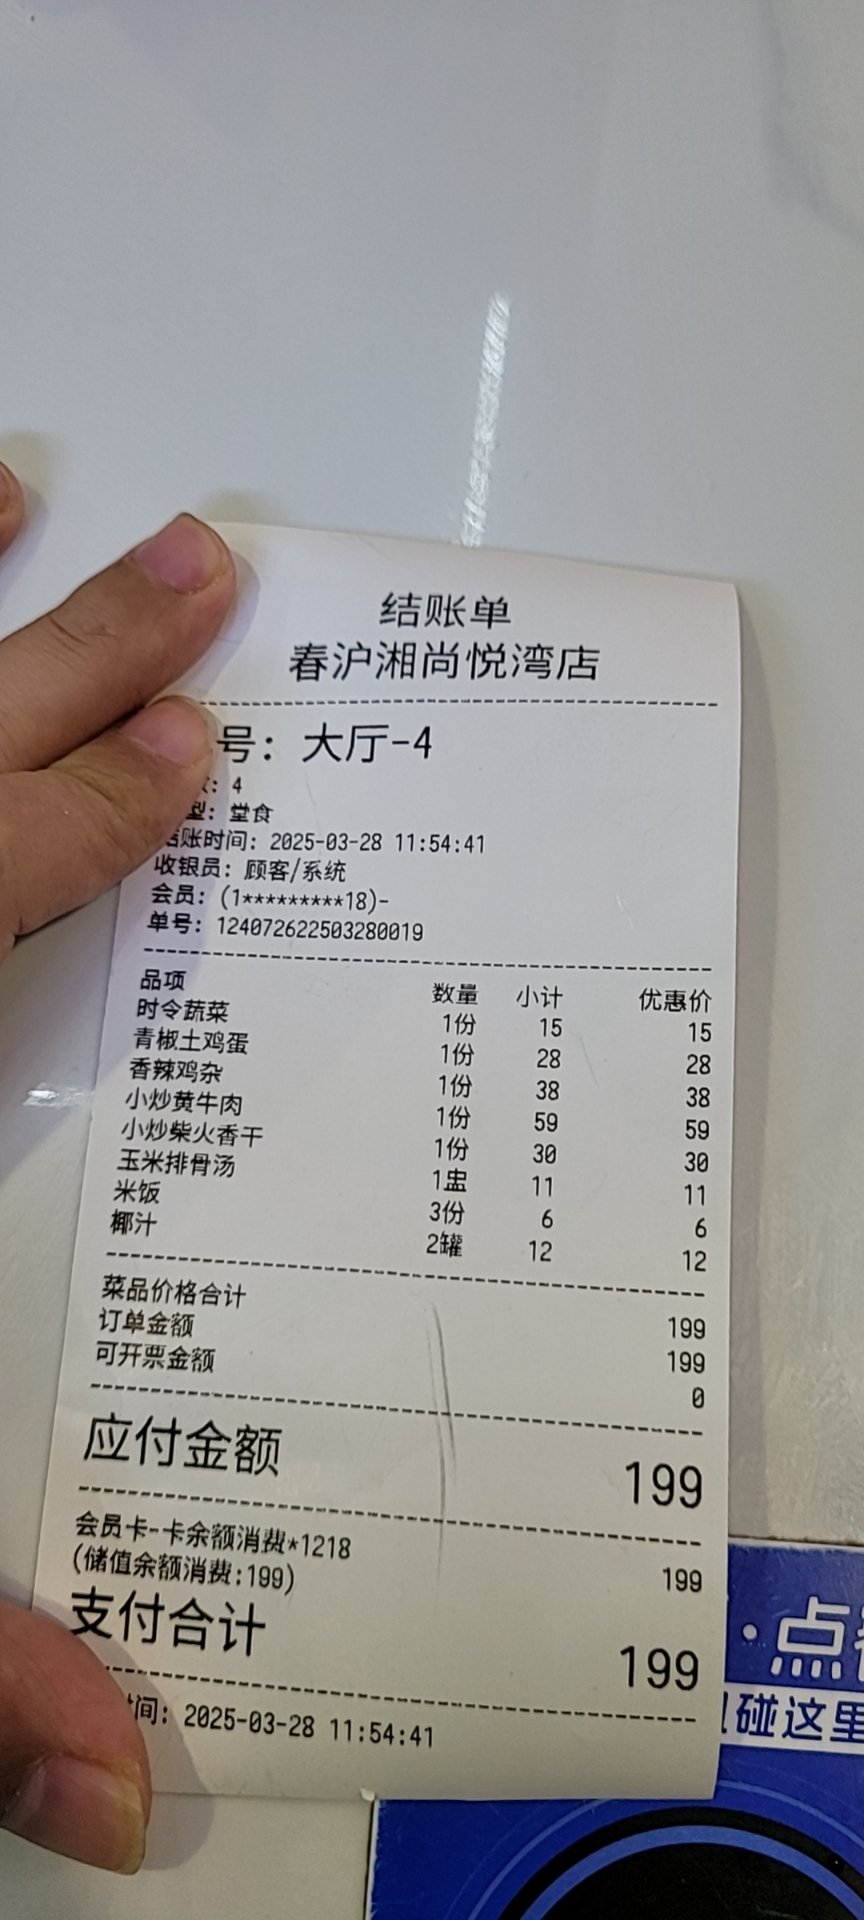 结账单
春沪湘尚悦湾店
号：大厅-4
：4
型：堂食
结账时间：2025-03-28 11:54:41
收银员：顾客/系统
会员：(1*********18)-
单号：124072622503280019
品项 数量 小计 优惠价
时令蔬菜 1份 15 15
青椒土鸡蛋 1份 28 28
香辣鸡杂 1份 38 38
小炒黄牛肉 1份 59 59
小炒柴火香干 1份 30 30
玉米排骨汤 1盅 11 11
米饭 3份 6 6
椰汁 2罐 12 12
菜品价格合计 199
订单金额 199
可开票金额 0
应付金额 199
会员卡-卡余额消费*1218 199
(储值余额消费:199)
支付合计 199
间：2025-03-28 11:54:41
·点
碰这里